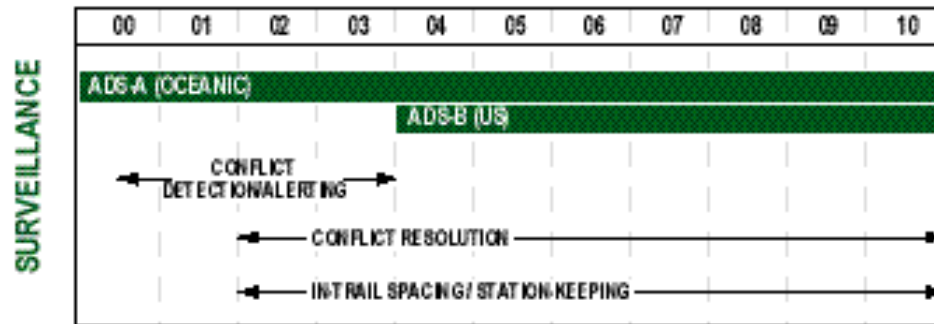 00 01 02 03 04 05 06 07 08 09 10
SURVEILLANCE
ADS-A (OCEANIC)
ADS-B (US)
CONFLICT
DETECTION/ALERTING
CONFLICT RESOLUTION
IN-TRAIL SPACING / STATION-KEEPING